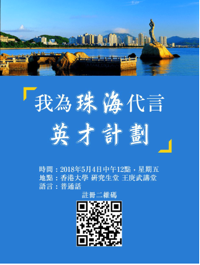 我為珠海代言
英才計劃
時間：2018年5月4日中午12點，星期五
地點：香港大學 研究生堂 王賡武講堂
語言：普通話
註冊二維碼